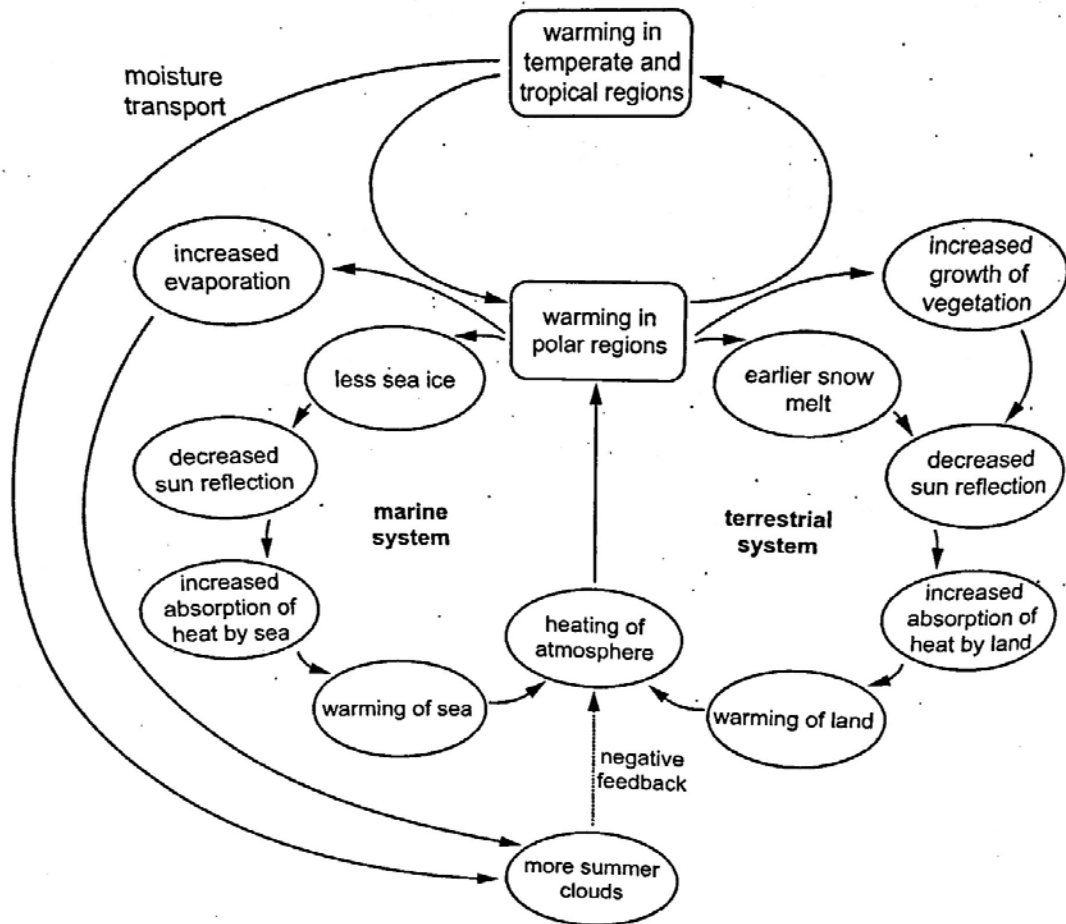 warming in
temperate and
tropical regions
moisture
transport
increased
evaporation
increased
growth of
vegetation
warming in
polar regions
less sea ice
earlier snow
melt
decreased
sun reflection
decreased
sun reflection
marine
system
terrestrial
system
increased
absorption of
heat by sea
heating of
atmosphere
increased
absorption of
heat by land
warming of sea
warming of land
negative
feedback
more summer
clouds